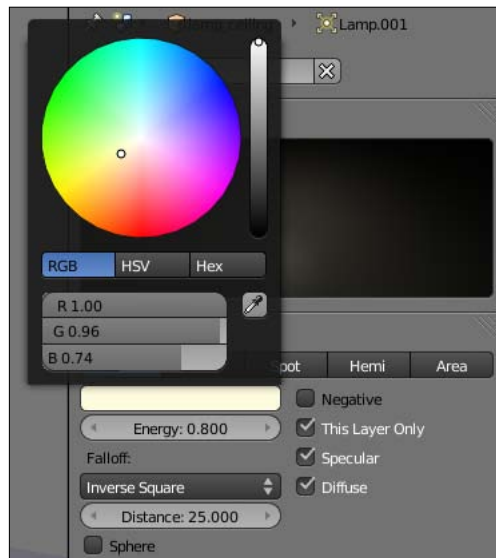 Lamp.001
RGB HSV Hex
R 1.00
G 0.96
B 0.74
Hemi Area
Negative
Energy: 0.800 This Layer Only
Falloff: Specular
Inverse Square Diffuse
Distance: 25.000
Sphere